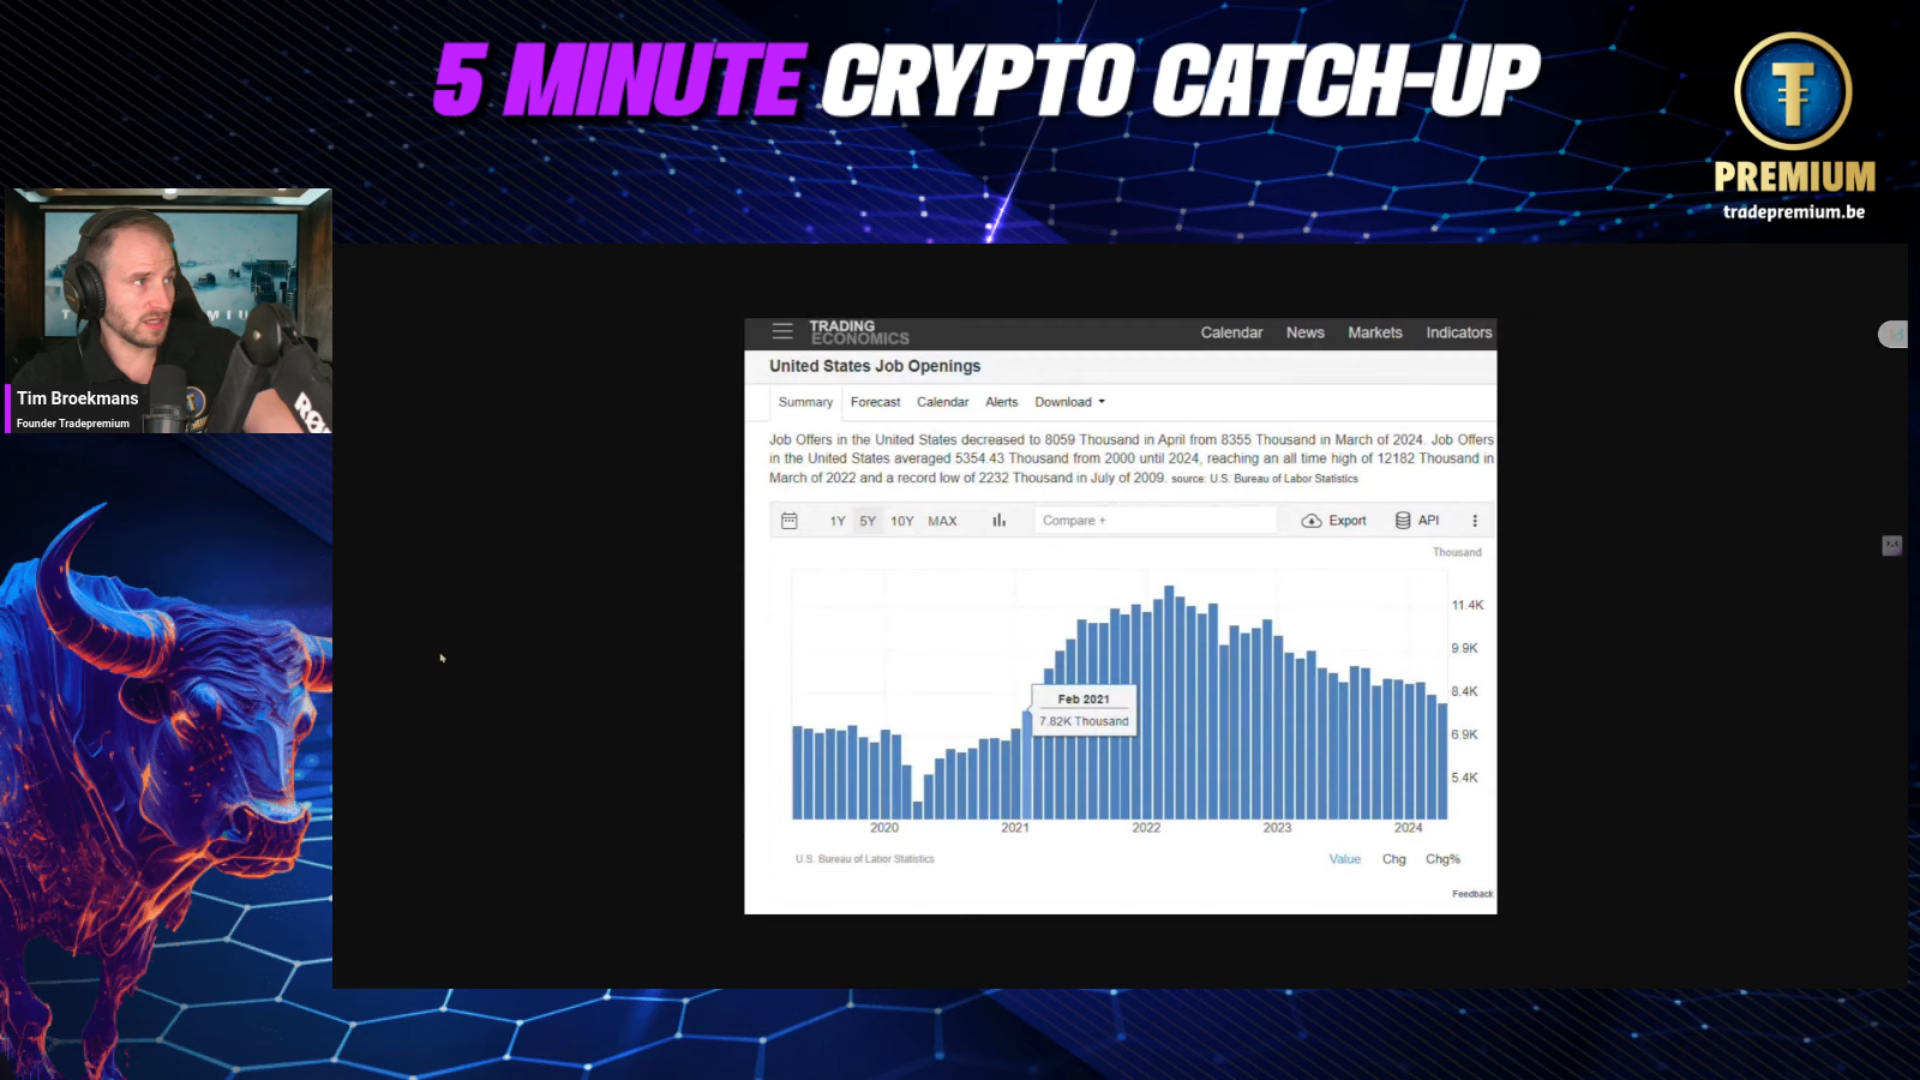 5 MINUTE CRYPTO CATCH-UP
PREMIUM
tradepremium.be
Tim Broekmans
Founder Tradepremium
TRADING
ECONOMICS
Calendar News Markets Indicators
United States Job Openings
Summary Forecast Calendar Alerts Download
Job Offers in the United States decreased to 8059 Thousand in April from 8355 Thousand in March of 2024. Job Offers
in the United States averaged 5354.43 Thousand from 2000 until 2024, reaching an all time high of 12182 Thousand in
March of 2022 and a record low of 2232 Thousand in July of 2009. source: U.S. Bureau of Labor Statistics
1Y 5Y 10Y MAX Compare + Export API
Thousand
11.4K
9.9K
8.4K
6.9K
5.4K
Feb 2021
7.82K Thousand
2020 2021 2022 2023 2024
U.S. Bureau of Labor Statistics
Value Chg Chg%
Feedback